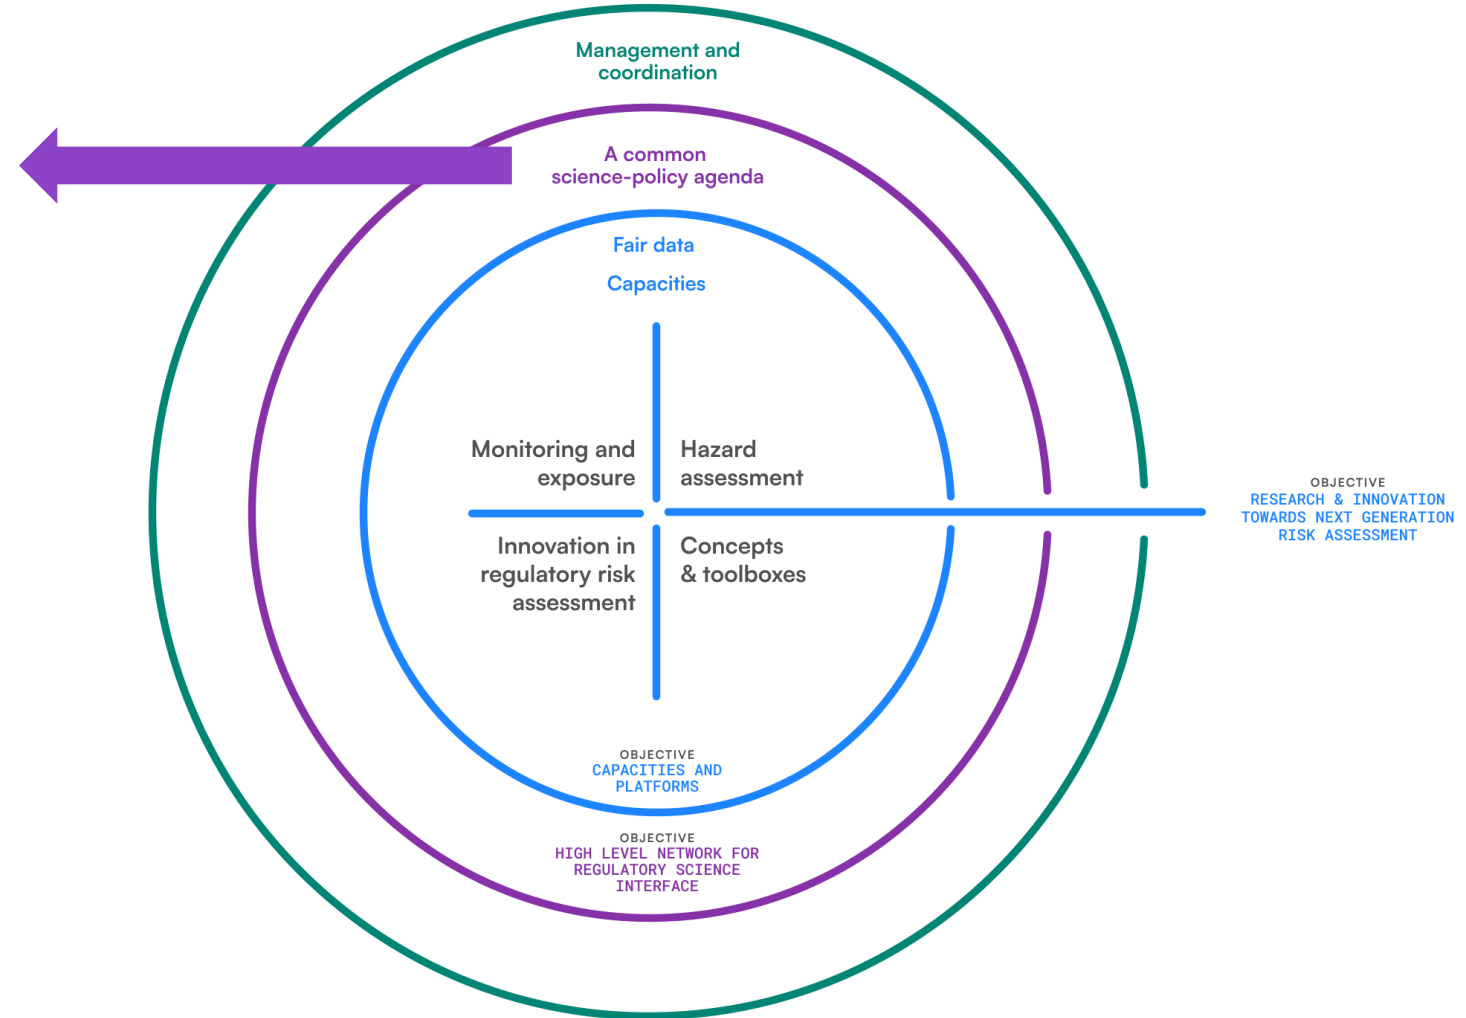 Management and
coordination
A common
science-policy agenda
Fair data
Capacities
Monitoring and
exposure
Hazard
assessment
Innovation in
regulatory risk
assessment
Concepts
& toolboxes
OBJECTIVE
RESEARCH & INNOVATION
TOWARDS NEXT GENERATION
RISK ASSESSMENT
OBJECTIVE
CAPACITIES AND
PLATFORMS
OBJECTIVE
HIGH LEVEL NETWORK FOR
REGULATORY SCIENCE
INTERFACE